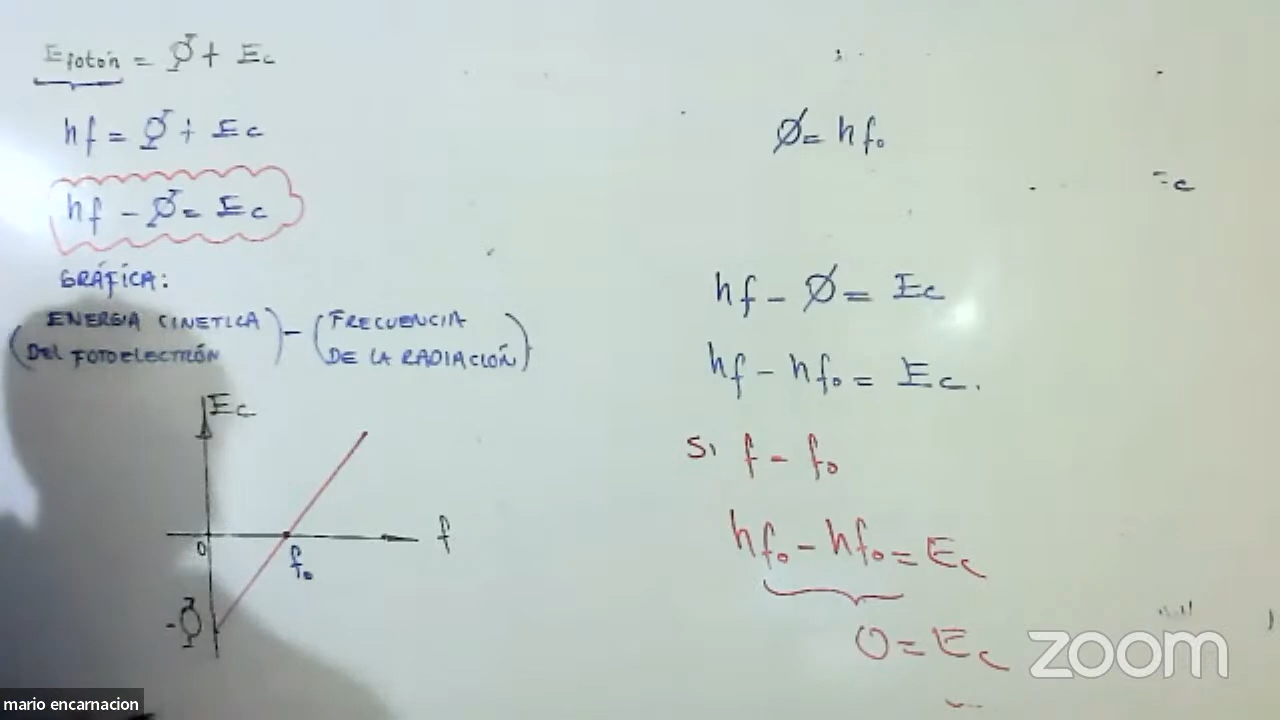 Efotón = Ø + Ec
hf = Ø + Ec
hf - Ø = Ec
GRÁFICA:
(ENERGIA CINETICA DEL FOTOELECTRÓN) - (FRECUENCIA DE LA RADIACIÓN)
Ec
f
0
f₀
-Ø
Ø = hf₀
hf - Ø = Ec
hf - hf₀ = Ec.
Si f = f₀
hf₀ - hf₀ = Ec
0 = Ec
zoom
mario encarnacion